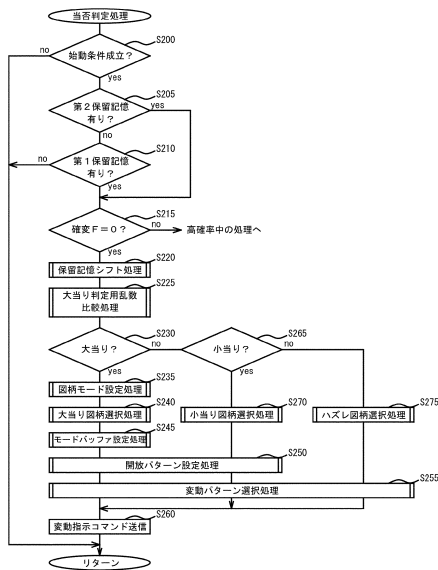 当否判定処理
S200
始動条件成立？
no
yes
S205
第２保留記憶
有り？
yes
no
S210
第１保留記憶
有り？
no
yes
S215
確変Ｆ＝０？
no
高確率中の処理へ
yes
S220
保留記憶シフト処理
S225
大当り判定用乱数
比較処理
S230
大当り？
no
yes
S265
小当り？
no
yes
S235
図柄モード設定処理
S240
大当り図柄選択処理
S270
小当り図柄選択処理
S275
ハズレ図柄選択処理
S245
モードバッファ設定処理
S250
開放パターン設定処理
S255
変動パターン選択処理
S260
変動指示コマンド送信
リターン